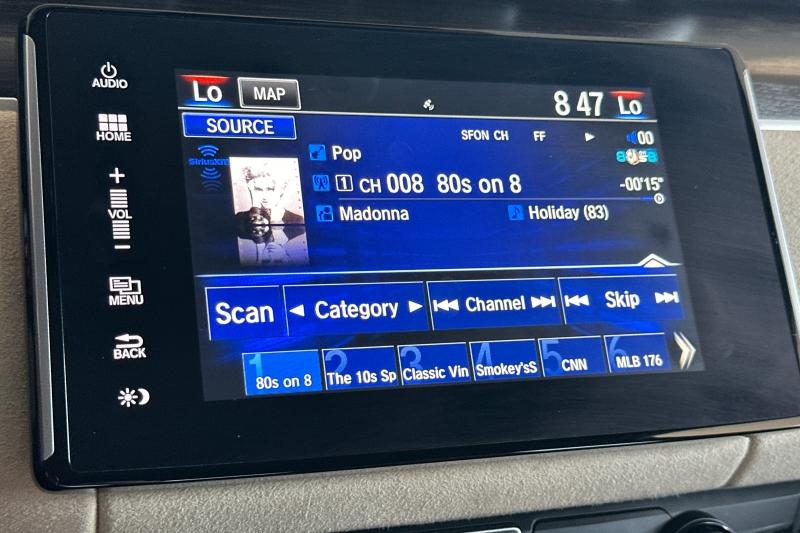 AUDIO
HOME
+
VOL
−
MENU
BACK
Lo MAP 8 47 Lo
SOURCE
SFON CH FF 00
SiriusXM
Pop
1 CH 008 80s on 8 -00'15"
Madonna Holiday (83)
Scan Category Channel Skip
1 80s on 8
2 The 10s Sp
3 Classic Vin
4 Smokey'sS
5 CNN
6 MLB 176